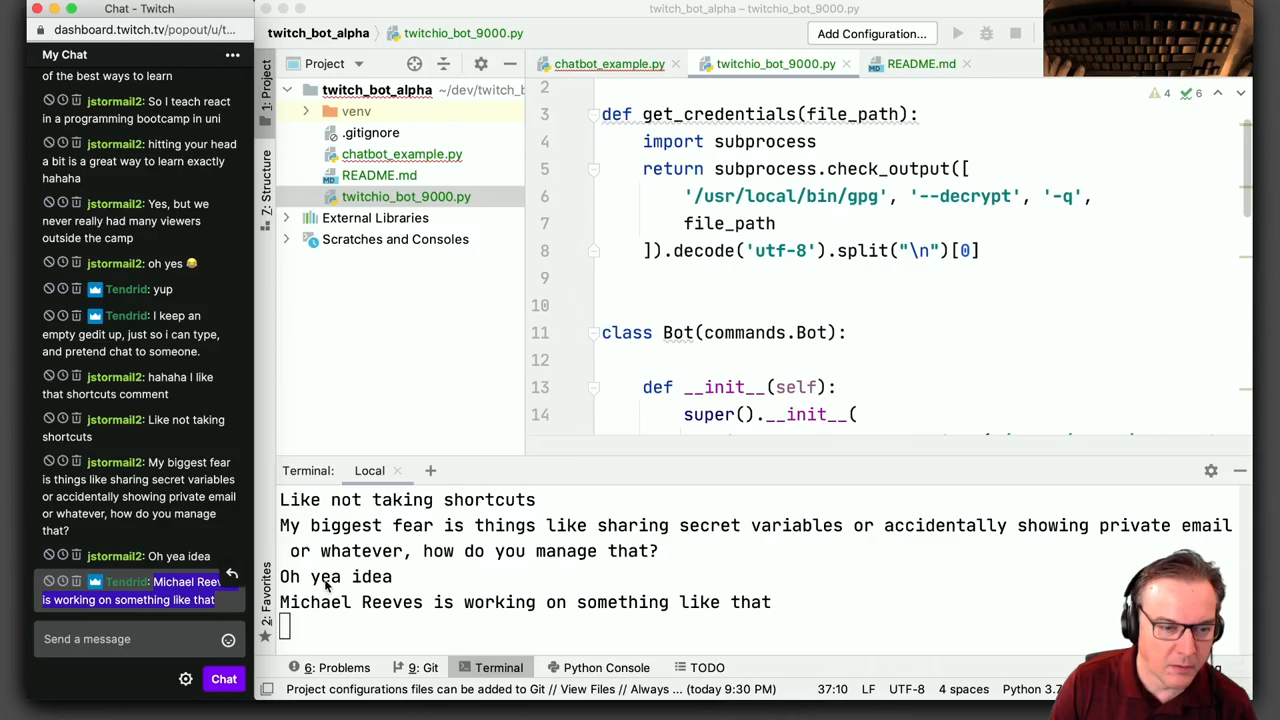 Chat - Twitch
dashboard.twitch.tv/popout/u/t...
My Chat
of the best ways to learn
jstormail2: So I teach react
in a programming bootcamp in uni
jstormail2: hitting your head
a bit is a great way to learn exactly
hahaha
jstormail2: Yes, but we
never really had many viewers
outside the camp
jstormail2: oh yes 😂
Tendrid: yup
Tendrid: I keep an
empty gedit up, just so i can type,
and pretend chat to someone.
jstormail2: hahaha I like
that shortcuts comment
jstormail2: Like not taking
shortcuts
jstormail2: My biggest fear
is things like sharing secret variables
or accidentally showing private email
or whatever, how do you manage
that?
jstormail2: Oh yea idea
Tendrid: Michael Reev
is working on something like that
Send a message
Chat
twitch_bot_alpha – twitchio_bot_9000.py
twitch_bot_alpha
twitchio_bot_9000.py
Add Configuration...
1: Project
7: Structure
2: Favorites
Project
chatbot_example.py
twitchio_bot_9000.py
README.md
twitch_bot_alpha ~/dev/twitch_b
venv
.gitignore
chatbot_example.py
README.md
twitchio_bot_9000.py
External Libraries
Scratches and Consoles
4 6
2
3 def get_credentials(file_path):
4 import subprocess
5 return subprocess.check_output([
6 '/usr/local/bin/gpg', '--decrypt', '-q',
7 file_path
8 ]).decode('utf-8').split("\n")[0]
9
10
11 class Bot(commands.Bot):
12
13 def __init__(self):
14 super().__init__(
Terminal: Local +
Like not taking shortcuts
My biggest fear is things like sharing secret variables or accidentally showing private email
or whatever, how do you manage that?
Oh yea idea
Michael Reeves is working on something like that
6: Problems
9: Git
Terminal
Python Console
TODO
Project configurations files can be added to Git // View Files // Always ... (today 9:30 PM)
37:10 LF UTF-8 4 spaces Python 3.7